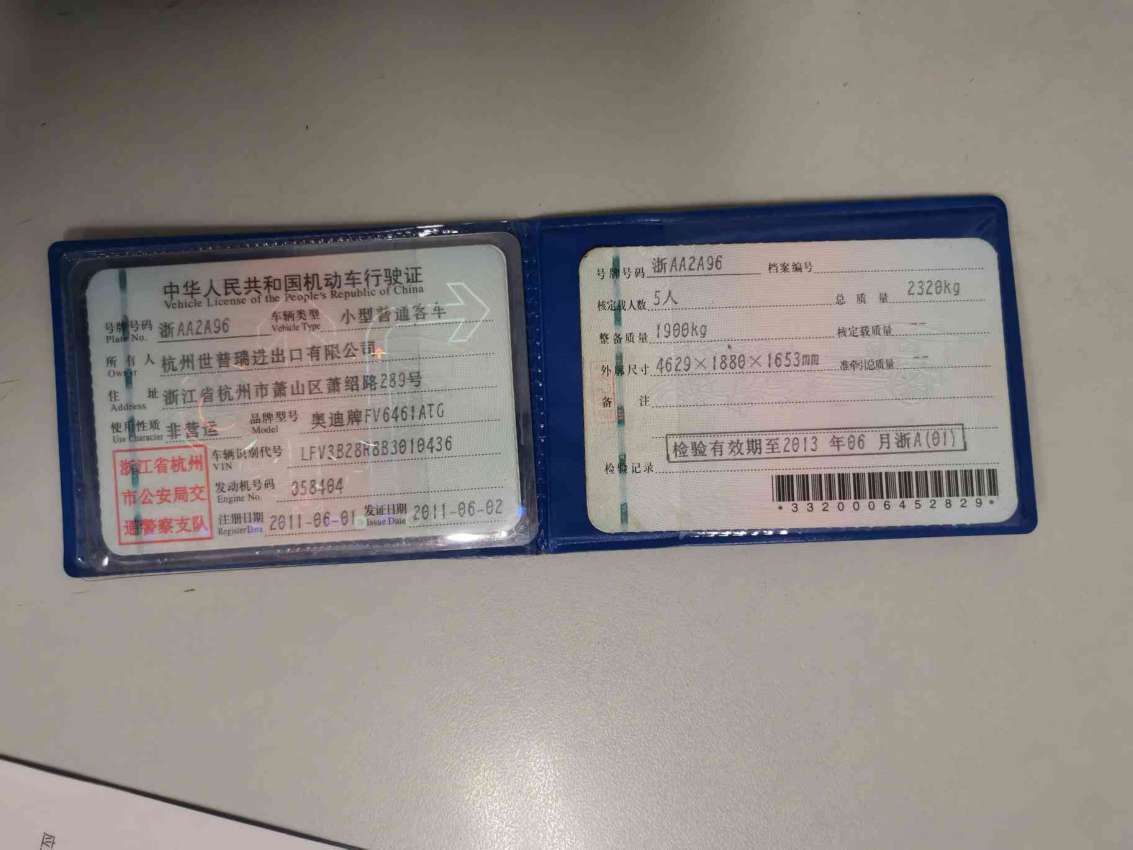 中华人民共和国机动车行驶证
Vehicle License of the People's Republic of China
号牌号码 浙AA2A96 车辆类型 小型普通客车
Plate No. Vehicle Type
所有人 杭州世普瑞进出口有限公司
Owner
住址 浙江省杭州市萧山区萧绍路289号
Address
使用性质 非营运 品牌型号 奥迪牌FV6461ATG
Use Character Model
浙江省杭州
市公安局交
通警察支队
车辆识别代号 LFV3B28R8B3010436
VIN
发动机号码 358404
Engine No.
注册日期 2011-06-01 发证日期 2011-06-02
Register Date Issue Date
号牌号码 浙AA2A96 档案编号
核定载人数 5人 总质量 2320kg
整备质量 1900kg 核定载质量 --
外廓尺寸 4629×1880×1653mm 准牵引总质量 --
备注
检验有效期至2013年06月浙A(01)
检验记录
*3320006452829*
应